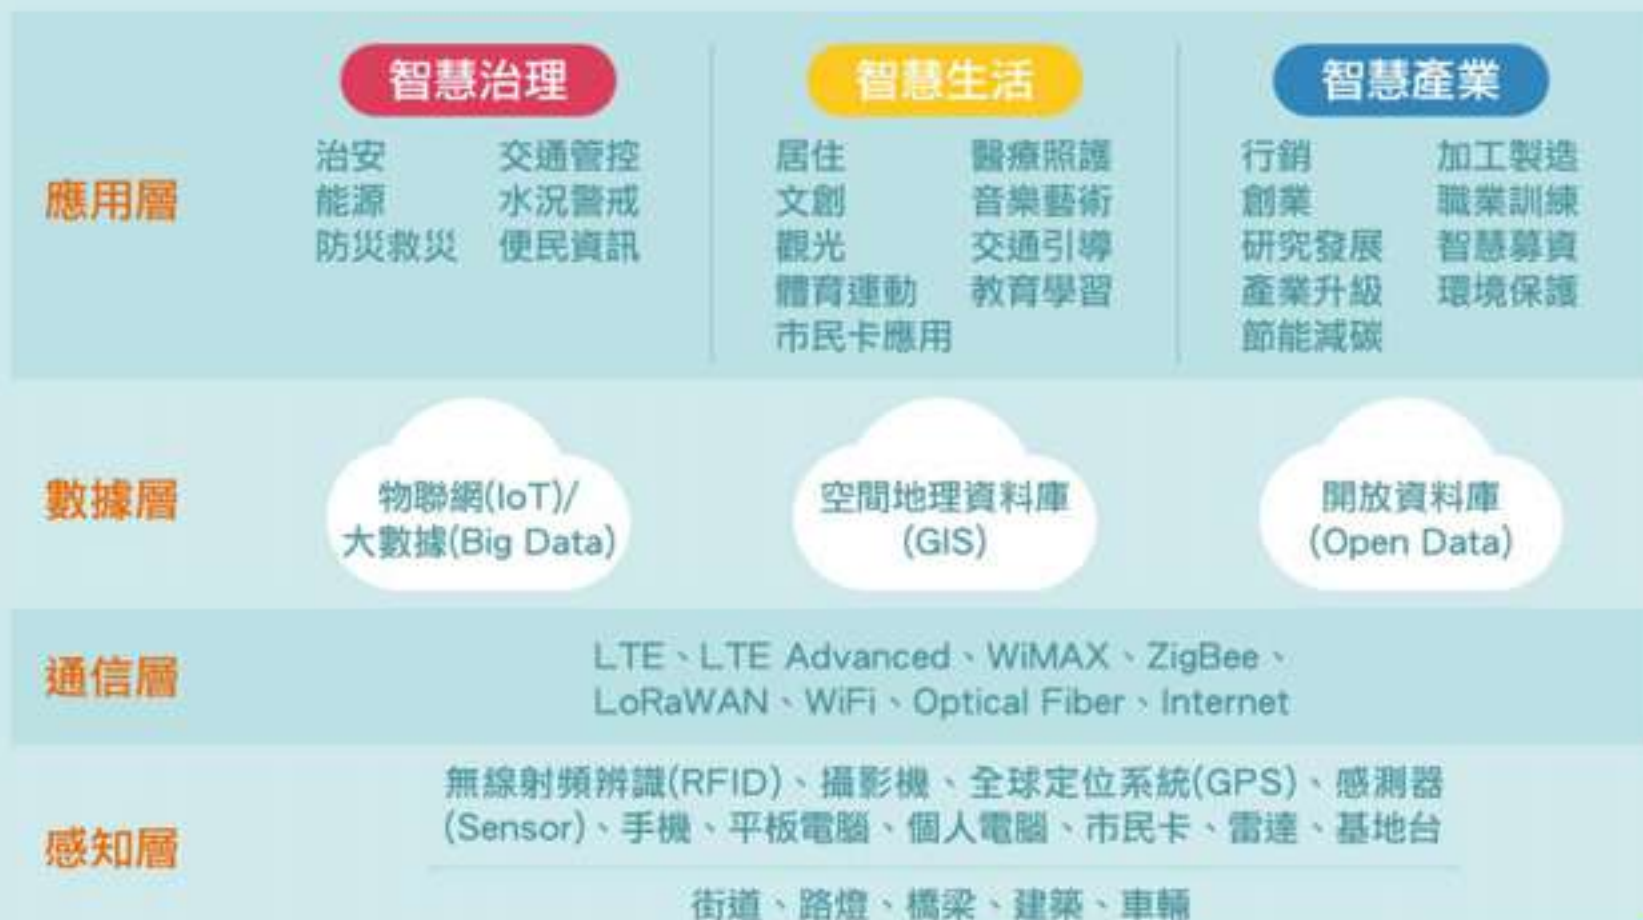 智慧治理
治安 交通管控
能源 水況警戒
防災救災 便民資訊
智慧生活
居住 醫療照護
文創 音樂藝術
觀光 交通引導
體育運動 教育學習
市民卡應用
智慧產業
行銷 加工製造
創業 職業訓練
研究發展 智慧募資
產業升級 環境保護
節能減碳
應用層
數據層
物聯網(IoT)/
大數據(Big Data)
空間地理資料庫
(GIS)
開放資料庫
(Open Data)
通信層
LTE、LTE Advanced、WiMAX、ZigBee、
LoRaWAN、WiFi、Optical Fiber、Internet
感知層
無線射頻辨識(RFID)、攝影機、全球定位系統(GPS)、感測器
(Sensor)、手機、平板電腦、個人電腦、市民卡、雷達、基地台
街道、路燈、橋梁、建築、車輛